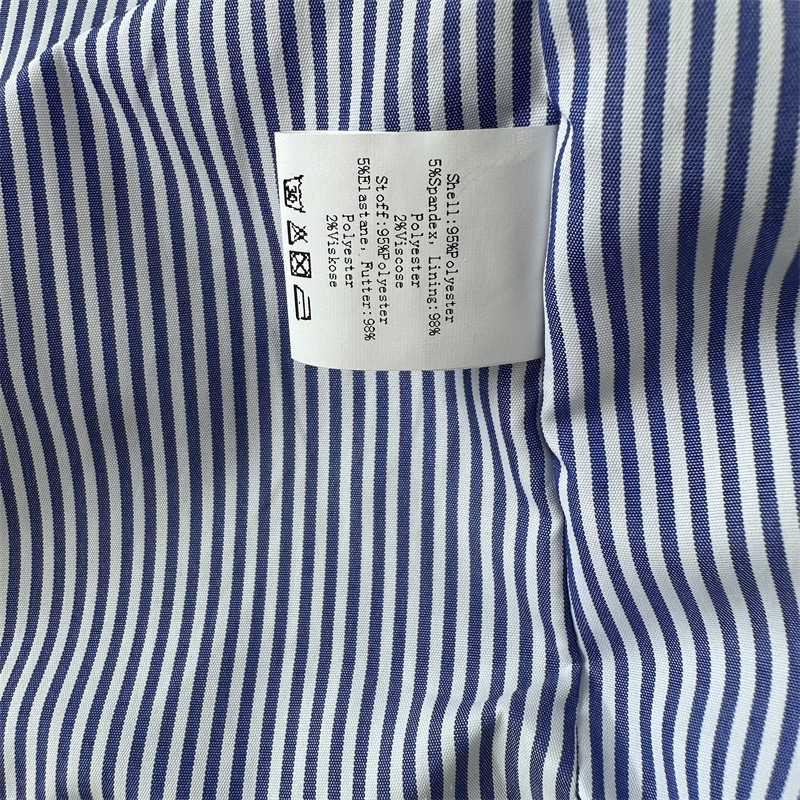 Shell:95%Polyester
5%Spandex, Lining:98%
Polyester
2%Viscose
Stoff:95%Polyester
5%Elastane, Futter:98%
Polyester
2%Viskose
30